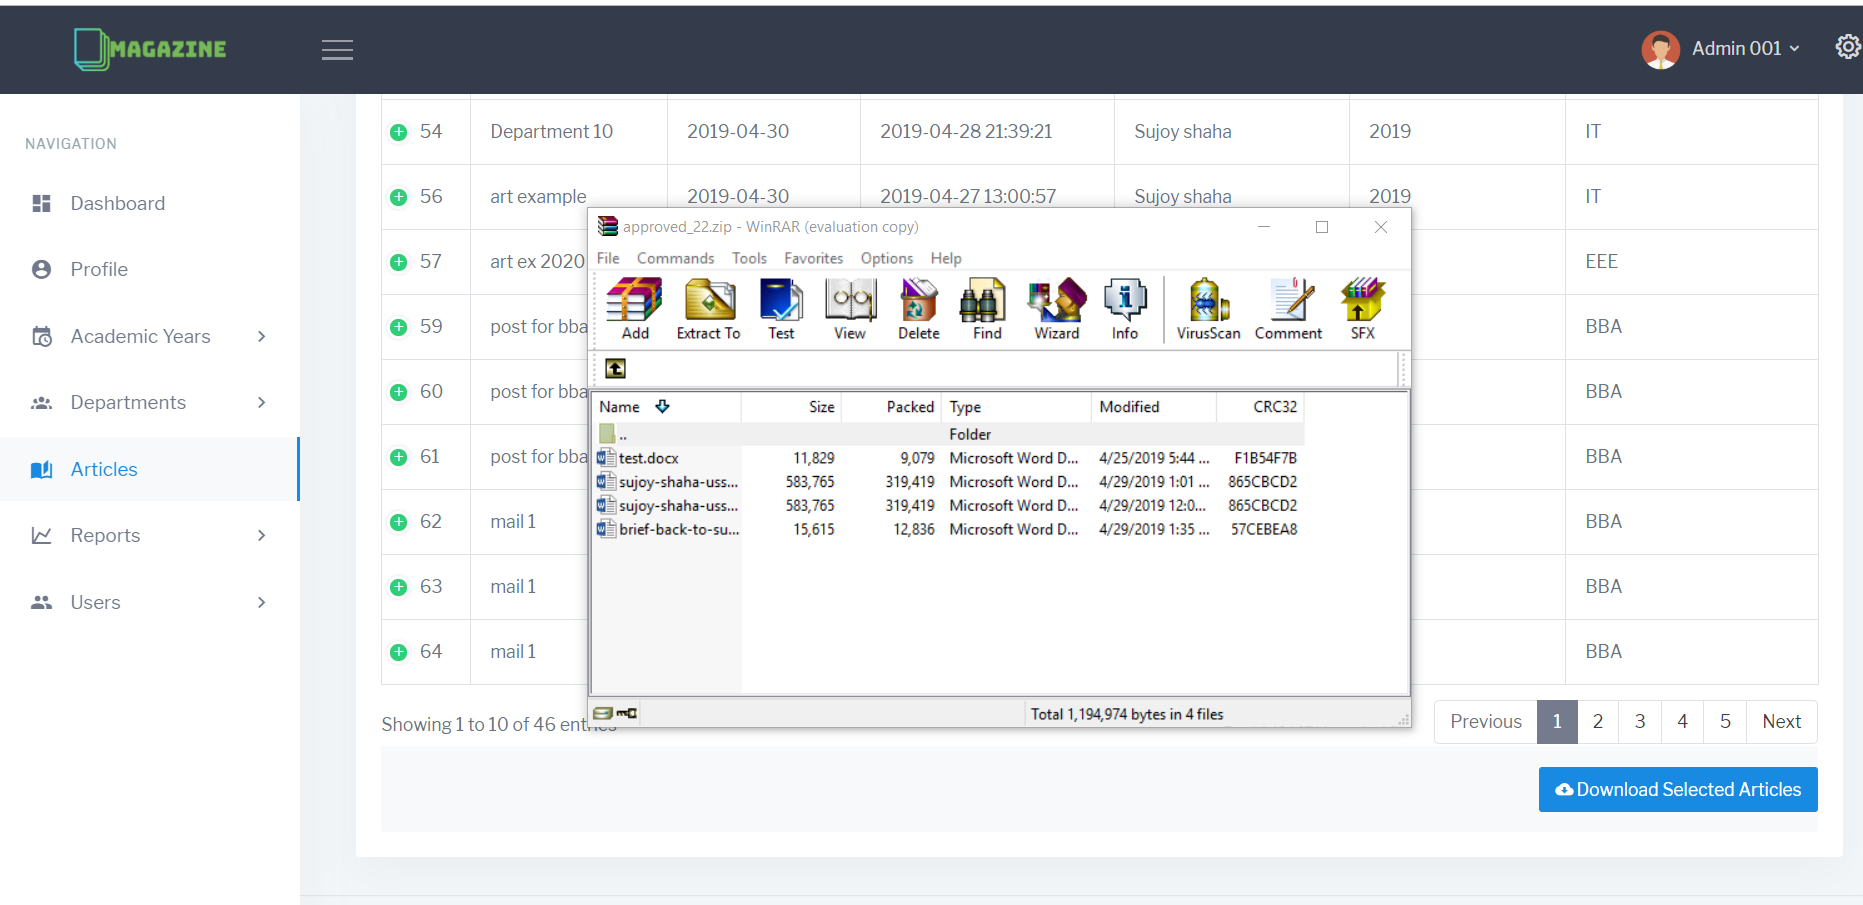 MAGAZINE
Admin 001
NAVIGATION
Dashboard
Profile
Academic Years
Departments
Articles
Reports
Users
54 Department 10 2019-04-30 2019-04-28 21:39:21 Sujoy shaha 2019 IT
56 art example 2019-04-30 2019-04-27 13:00:57 Sujoy shaha 2019 IT
57 art ex 2020 EEE
59 post for bba BBA
60 post for bba BBA
61 post for bba BBA
62 mail 1 BBA
63 mail 1 BBA
64 mail 1 BBA
approved_22.zip - WinRAR (evaluation copy)
File Commands Tools Favorites Options Help
Add Extract To Test View Delete Find Wizard Info VirusScan Comment SFX
Name Size Packed Type Modified CRC32
.. Folder
test.docx 11,829 9,079 Microsoft Word D... 4/25/2019 5:44 ... F1B54F7B
sujoy-shaha-uss... 583,765 319,419 Microsoft Word D... 4/29/2019 1:01 ... 865CBCD2
sujoy-shaha-uss... 583,765 319,419 Microsoft Word D... 4/29/2019 12:0... 865CBCD2
brief-back-to-su... 15,615 12,836 Microsoft Word D... 4/29/2019 1:35 ... 57CEBEA8
Total 1,194,974 bytes in 4 files
Showing 1 to 10 of 46 entries
Previous 1 2 3 4 5 Next
Download Selected Articles